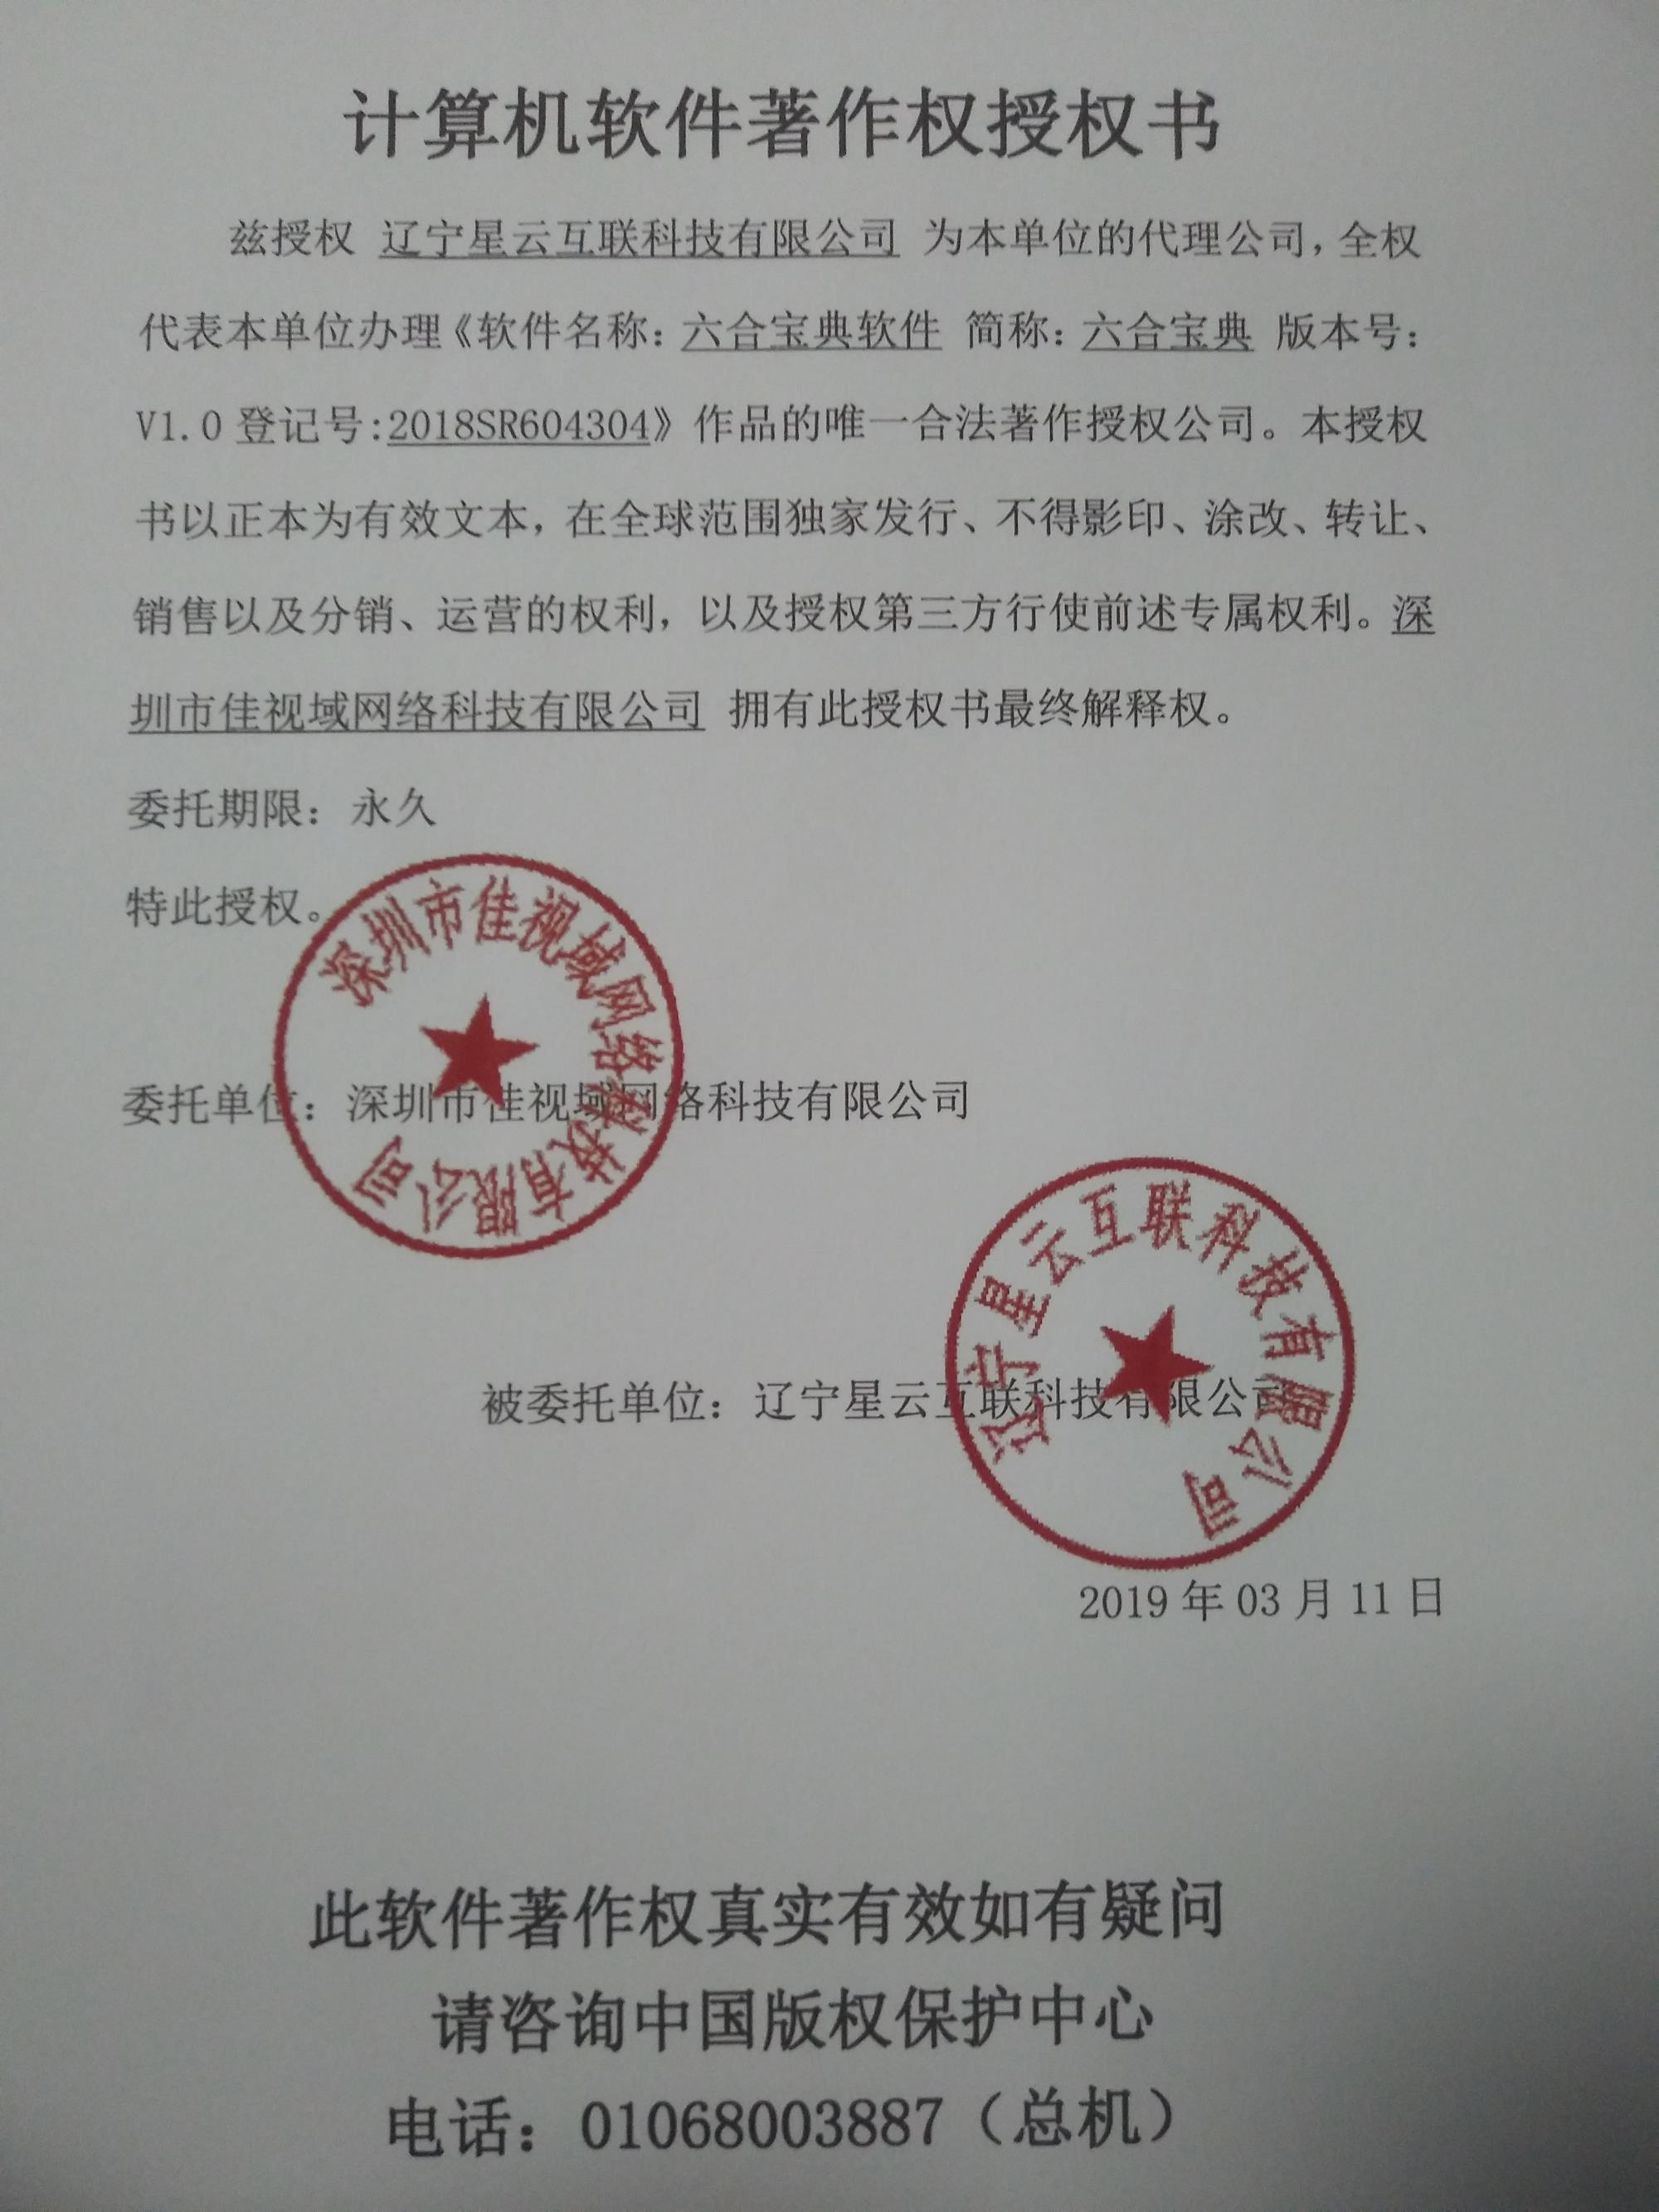 计算机软件著作权授权书
兹授权 辽宁星云互联科技有限公司 为本单位的代理公司，全权
代表本单位办理《软件名称：六合宝典软件 简称：六合宝典 版本号：
V1.0登记号:2018SR604304》作品的唯一合法著作授权公司。本授权
书以正本为有效文本，在全球范围独家发行、不得影印、涂改、转让、
销售以及分销、运营的权利，以及授权第三方行使前述专属权利。深
圳市佳视域网络科技有限公司 拥有此授权书最终解释权。
委托期限：永久
特此授权。
深圳市佳视域网络科技有限公司
委托单位：深圳市佳视域网络科技有限公司
辽宁星云互联科技有限公司
被委托单位：辽宁星云互联科技有限公司
2019年03月11日
此软件著作权真实有效如有疑问
请咨询中国版权保护中心
电话：01068003887（总机）